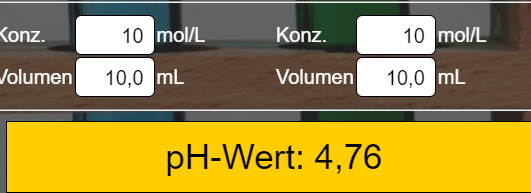 Konz. 10 mol/L Konz. 10 mol/L
Volumen 10,0 mL Volumen 10,0 mL
pH-Wert: 4,76